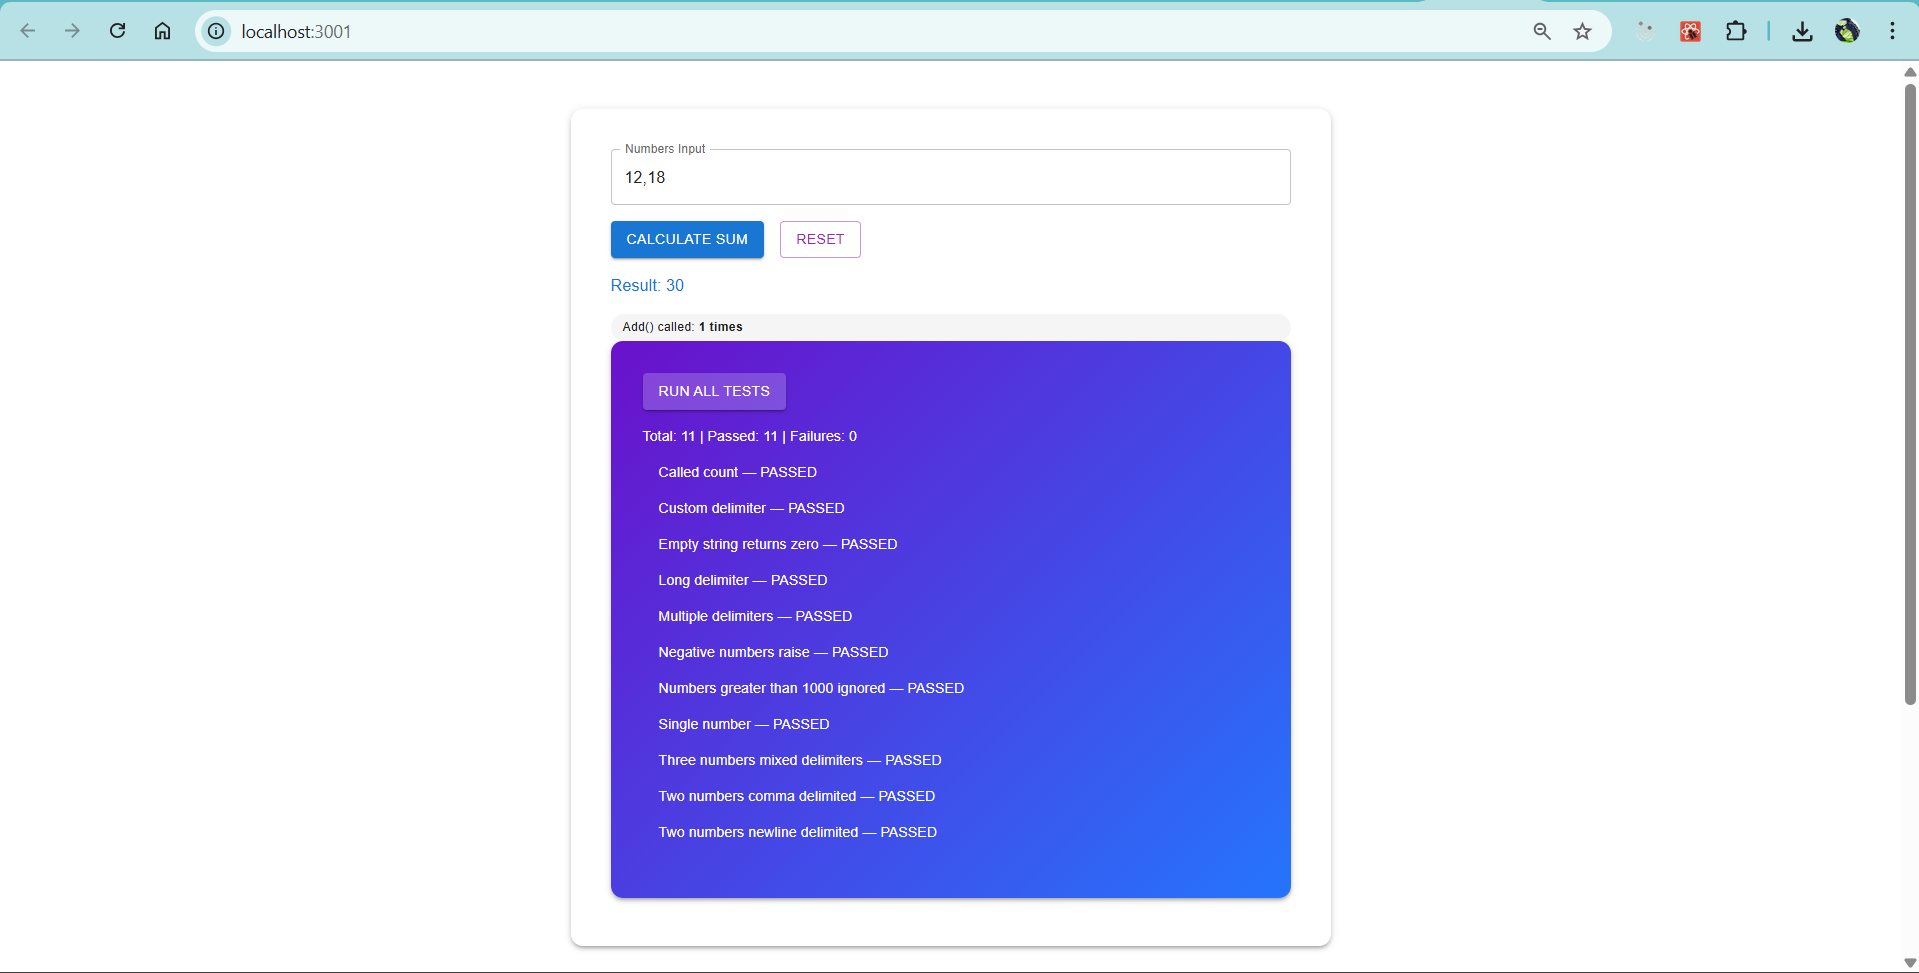 localhost:3001
Numbers Input
12,18
CALCULATE SUM RESET
Result: 30
Add() called: 1 times
RUN ALL TESTS
Total: 11 | Passed: 11 | Failures: 0
Called count — PASSED
Custom delimiter — PASSED
Empty string returns zero — PASSED
Long delimiter — PASSED
Multiple delimiters — PASSED
Negative numbers raise — PASSED
Numbers greater than 1000 ignored — PASSED
Single number — PASSED
Three numbers mixed delimiters — PASSED
Two numbers comma delimited — PASSED
Two numbers newline delimited — PASSED